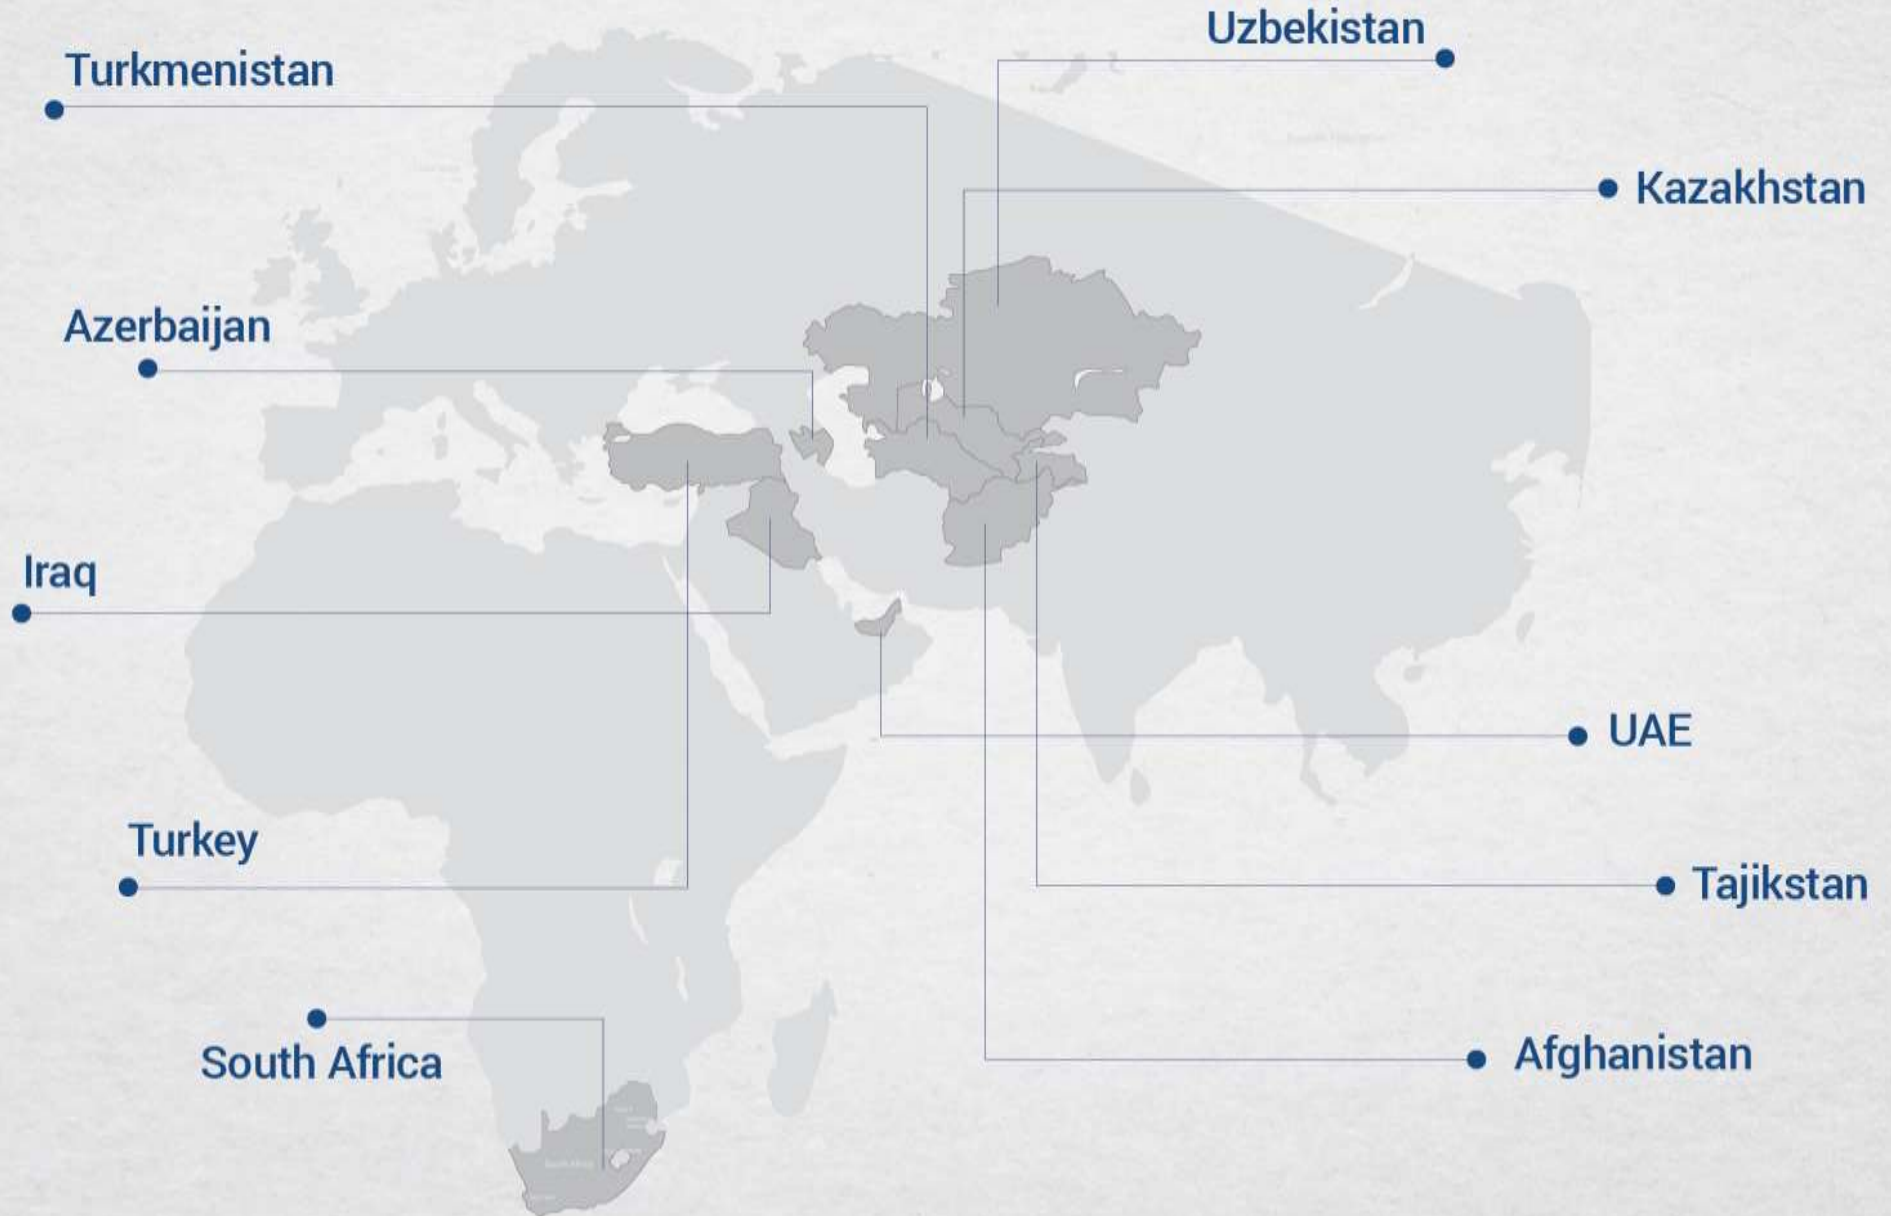 Uzbekistan
Turkmenistan
Kazakhstan
Azerbaijan
Iraq
UAE
Turkey
Tajikstan
South Africa
Afghanistan